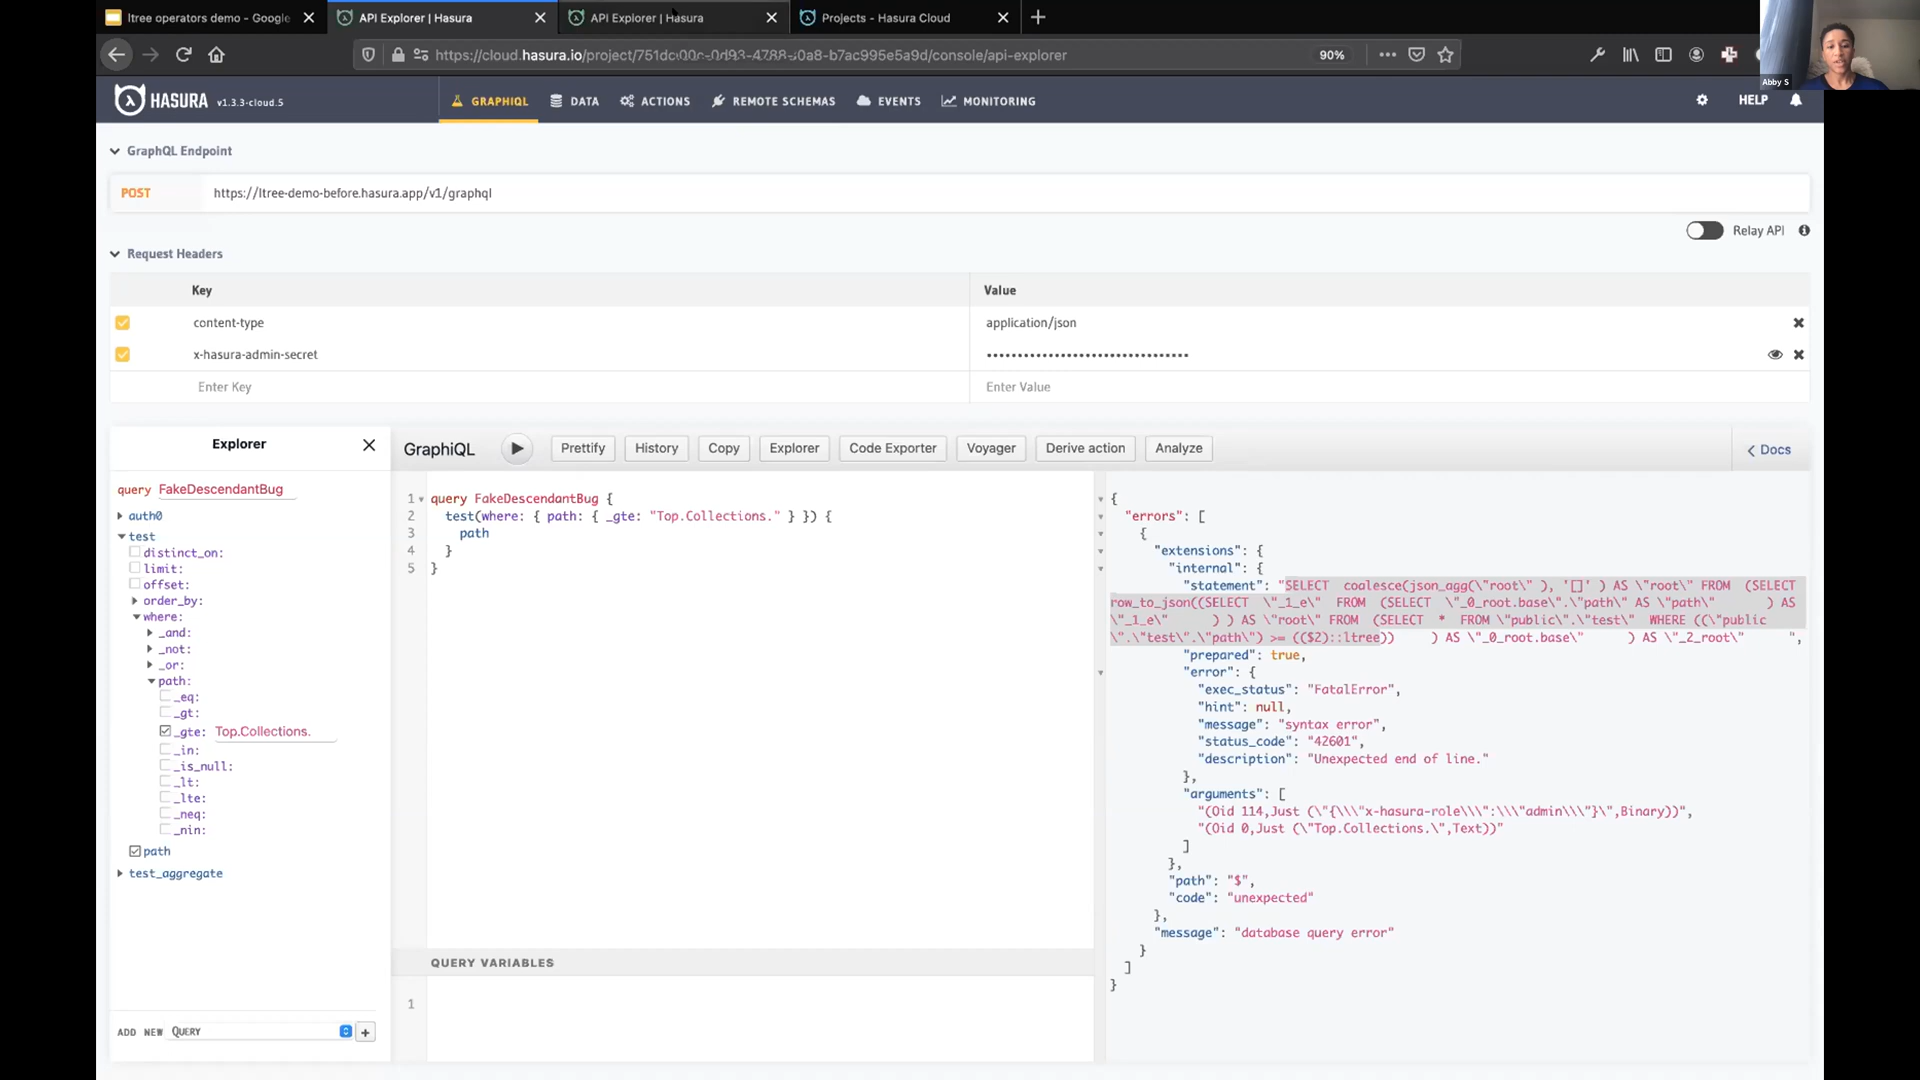 ltree operators demo - Google
API Explorer | Hasura
API Explorer | Hasura
Projects - Hasura Cloud
90%
Abby S
HASURA v1.3.3-cloud.5
GRAPHIQL
DATA
ACTIONS
REMOTE SCHEMAS
EVENTS
MONITORING
HELP
GraphQL Endpoint
POST https://ltree-demo-before.hasura.app/v1/graphql
Relay API
Request Headers
Key Value
content-type application/json
x-hasura-admin-secret ••••••••••••••••••••••••••••••••
Enter Key Enter Value
Explorer
query FakeDescendantBug
auth0
test
distinct_on:
limit:
offset:
order_by:
where:
_and:
_not:
_or:
path:
_eq:
_gt:
_gte: Top.Collections.
_in:
_is_null:
_lt:
_lte:
_neq:
_nin:
path
test_aggregate
ADD NEW QUERY +
GraphiQL
Prettify
History
Copy
Explorer
Code Exporter
Voyager
Derive action
Analyze
Docs
1 query FakeDescendantBug {
2 test(where: { path: { _gte: "Top.Collections." } }) {
3 path
4 }
5 }
QUERY VARIABLES
1
{
"errors": [
{
"extensions": {
"internal": {
"statement": "SELECT coalesce(json_agg(\"root\" ), '[]' ) AS \"root\" FROM (SELECT
row_to_json((SELECT \"_1_e\" FROM (SELECT \"_0_root.base\".\"path\" AS \"path\" ) AS
\"_1_e\" ) ) AS \"root\" FROM (SELECT * FROM \"public\".\"test\" WHERE ((\"public
\".\"test\".\"path\") >= (($2)::ltree)) ) AS \"_0_root.base\" ) AS \"_2_root\" ",
"prepared": true,
"error": {
"exec_status": "FatalError",
"hint": null,
"message": "syntax error",
"status_code": "42601",
"description": "Unexpected end of line."
},
"arguments": [
"(Oid 114,Just (\"{\\\"x-hasura-role\\\":\\\"admin\\\"}\",Binary))",
"(Oid 0,Just (\"Top.Collections.\",Text))"
]
},
"path": "$",
"code": "unexpected"
},
"message": "database query error"
}
]
}